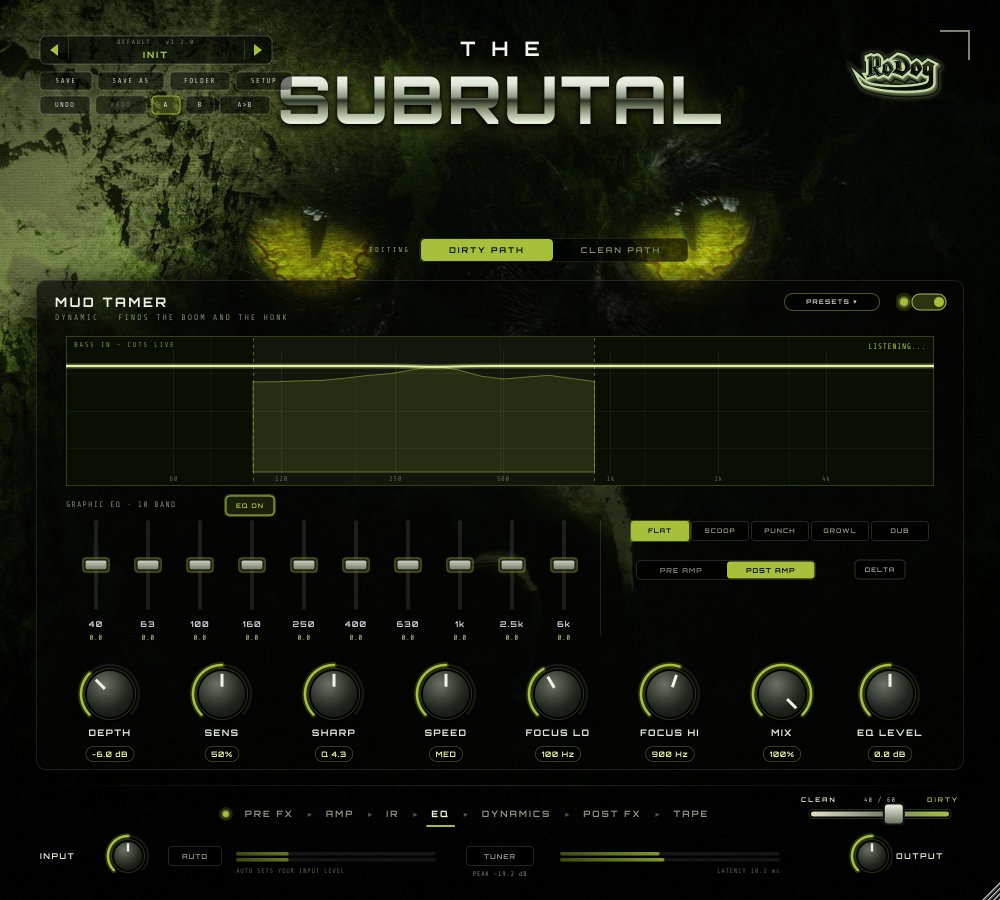 DEFAULT · v1.2.0
INIT
THE
SUBRUTAL
RoDog
SAVE SAVE AS FOLDER SETUP
UNDO REDO A B A>B
EDITING DIRTY PATH CLEAN PATH
MUD TAMER
PRESETS ▾
DYNAMIC · FINDS THE BOOM AND THE HONK
BASS IN - CUTS LIVE LISTENING...
60 120 250 500 1k 2k 4k
GRAPHIC EQ · 10 BAND EQ ON
FLAT SCOOP PUNCH GROWL DUB
PRE AMP POST AMP DELTA
40 63 100 160 250 400 630 1k 2.5k 6k
0.0 0.0 0.0 0.0 0.0 0.0 0.0 0.0 0.0 0.0
DEPTH SENS SHARP SPEED FOCUS LO FOCUS HI MIX EQ LEVEL
-6.0 dB 50% Q 4.3 MED 100 Hz 900 Hz 100% 0.0 dB
CLEAN 40 / 60 DIRTY
PRE FX ▸ AMP ▸ IR ▸ EQ ▸ DYNAMICS ▸ POST FX ▸ TAPE
INPUT AUTO TUNER OUTPUT
AUTO SETS YOUR INPUT LEVEL PEAK -19.2 dB LATENCY 10.2 ms